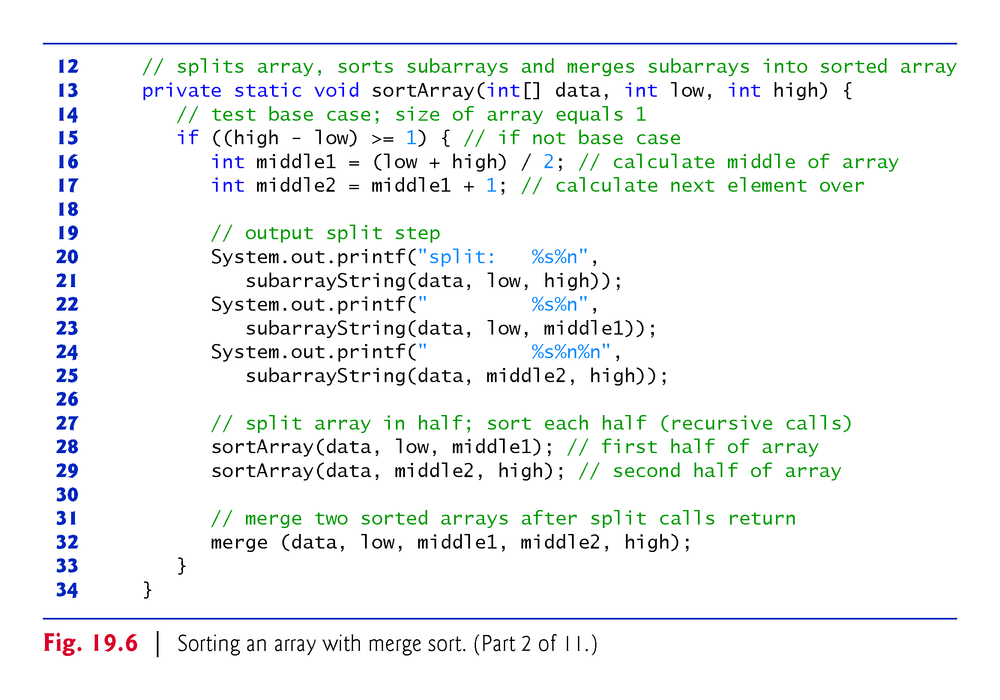 12 // splits array, sorts subarrays and merges subarrays into sorted array
13 private static void sortArray(int[] data, int low, int high) {
14 // test base case; size of array equals 1
15 if ((high - low) >= 1) { // if not base case
16 int middle1 = (low + high) / 2; // calculate middle of array
17 int middle2 = middle1 + 1; // calculate next element over
18
19 // output split step
20 System.out.printf("split:   %s%n",
21 subarrayString(data, low, high));
22 System.out.printf("         %s%n",
23 subarrayString(data, low, middle1));
24 System.out.printf("         %s%n%n",
25 subarrayString(data, middle2, high));
26
27 // split array in half; sort each half (recursive calls)
28 sortArray(data, low, middle1); // first half of array
29 sortArray(data, middle2, high); // second half of array
30
31 // merge two sorted arrays after split calls return
32 merge (data, low, middle1, middle2, high);
33 }
34 }
Fig. 19.6 | Sorting an array with merge sort. (Part 2 of 11.)